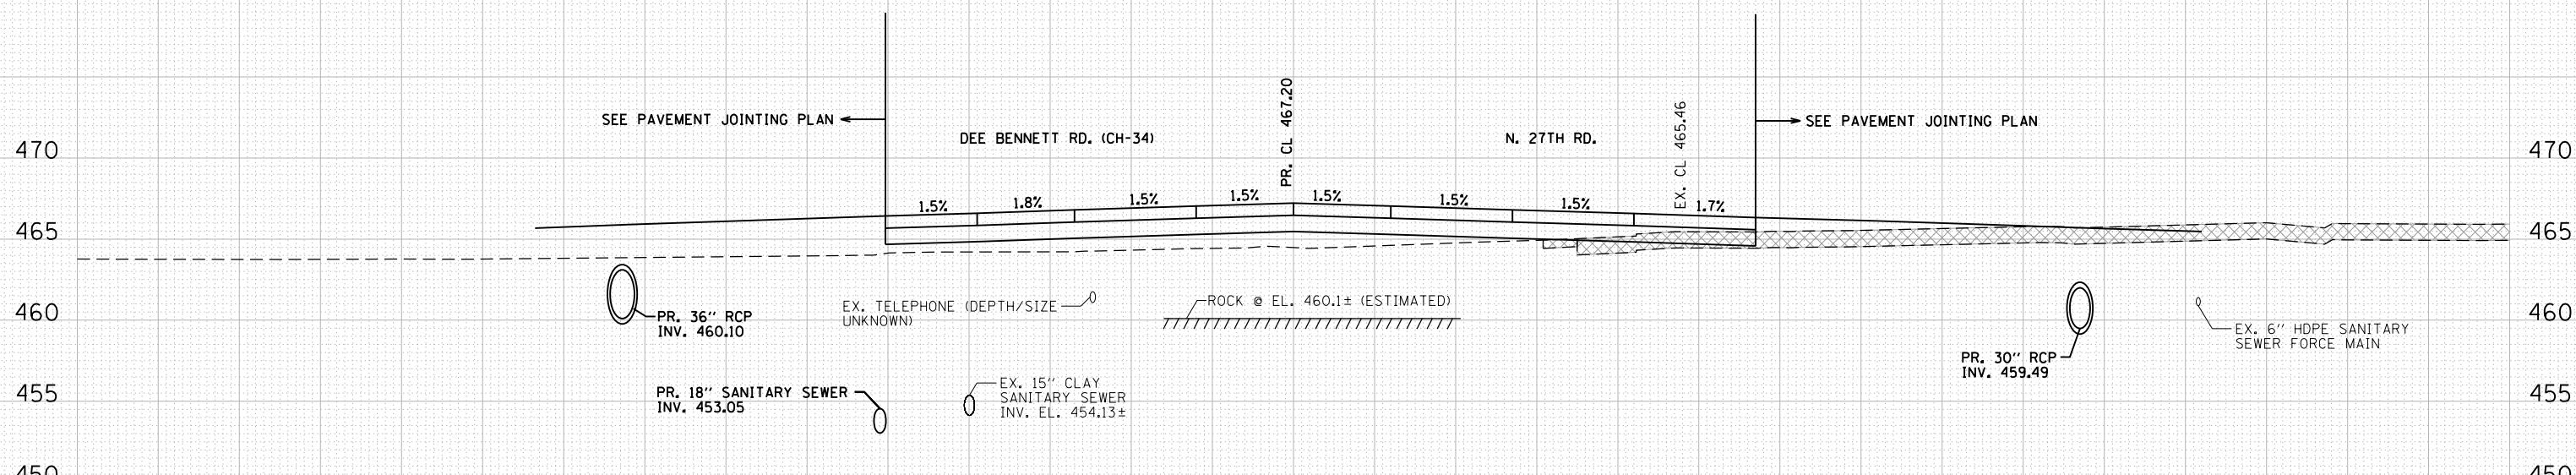 SEE PAVEMENT JOINTING PLAN
DEE BENNETT RD. (CH-34)
PR. CL 467.20
N. 27TH RD.
EX. CL 465.46
SEE PAVEMENT JOINTING PLAN
470
470
1.5%
1.8%
1.5%
1.5%
1.5%
1.5%
1.5%
1.7%
465
465
460
460
PR. 36" RCP
INV. 460.10
EX. TELEPHONE (DEPTH/SIZE
UNKNOWN)
ROCK @ EL. 460.1± (ESTIMATED)
PR. 30" RCP
INV. 459.49
EX. 6" HDPE SANITARY
SEWER FORCE MAIN
455
455
PR. 18" SANITARY SEWER
INV. 453.05
EX. 15" CLAY
SANITARY SEWER
INV. EL. 454.13±
450
450